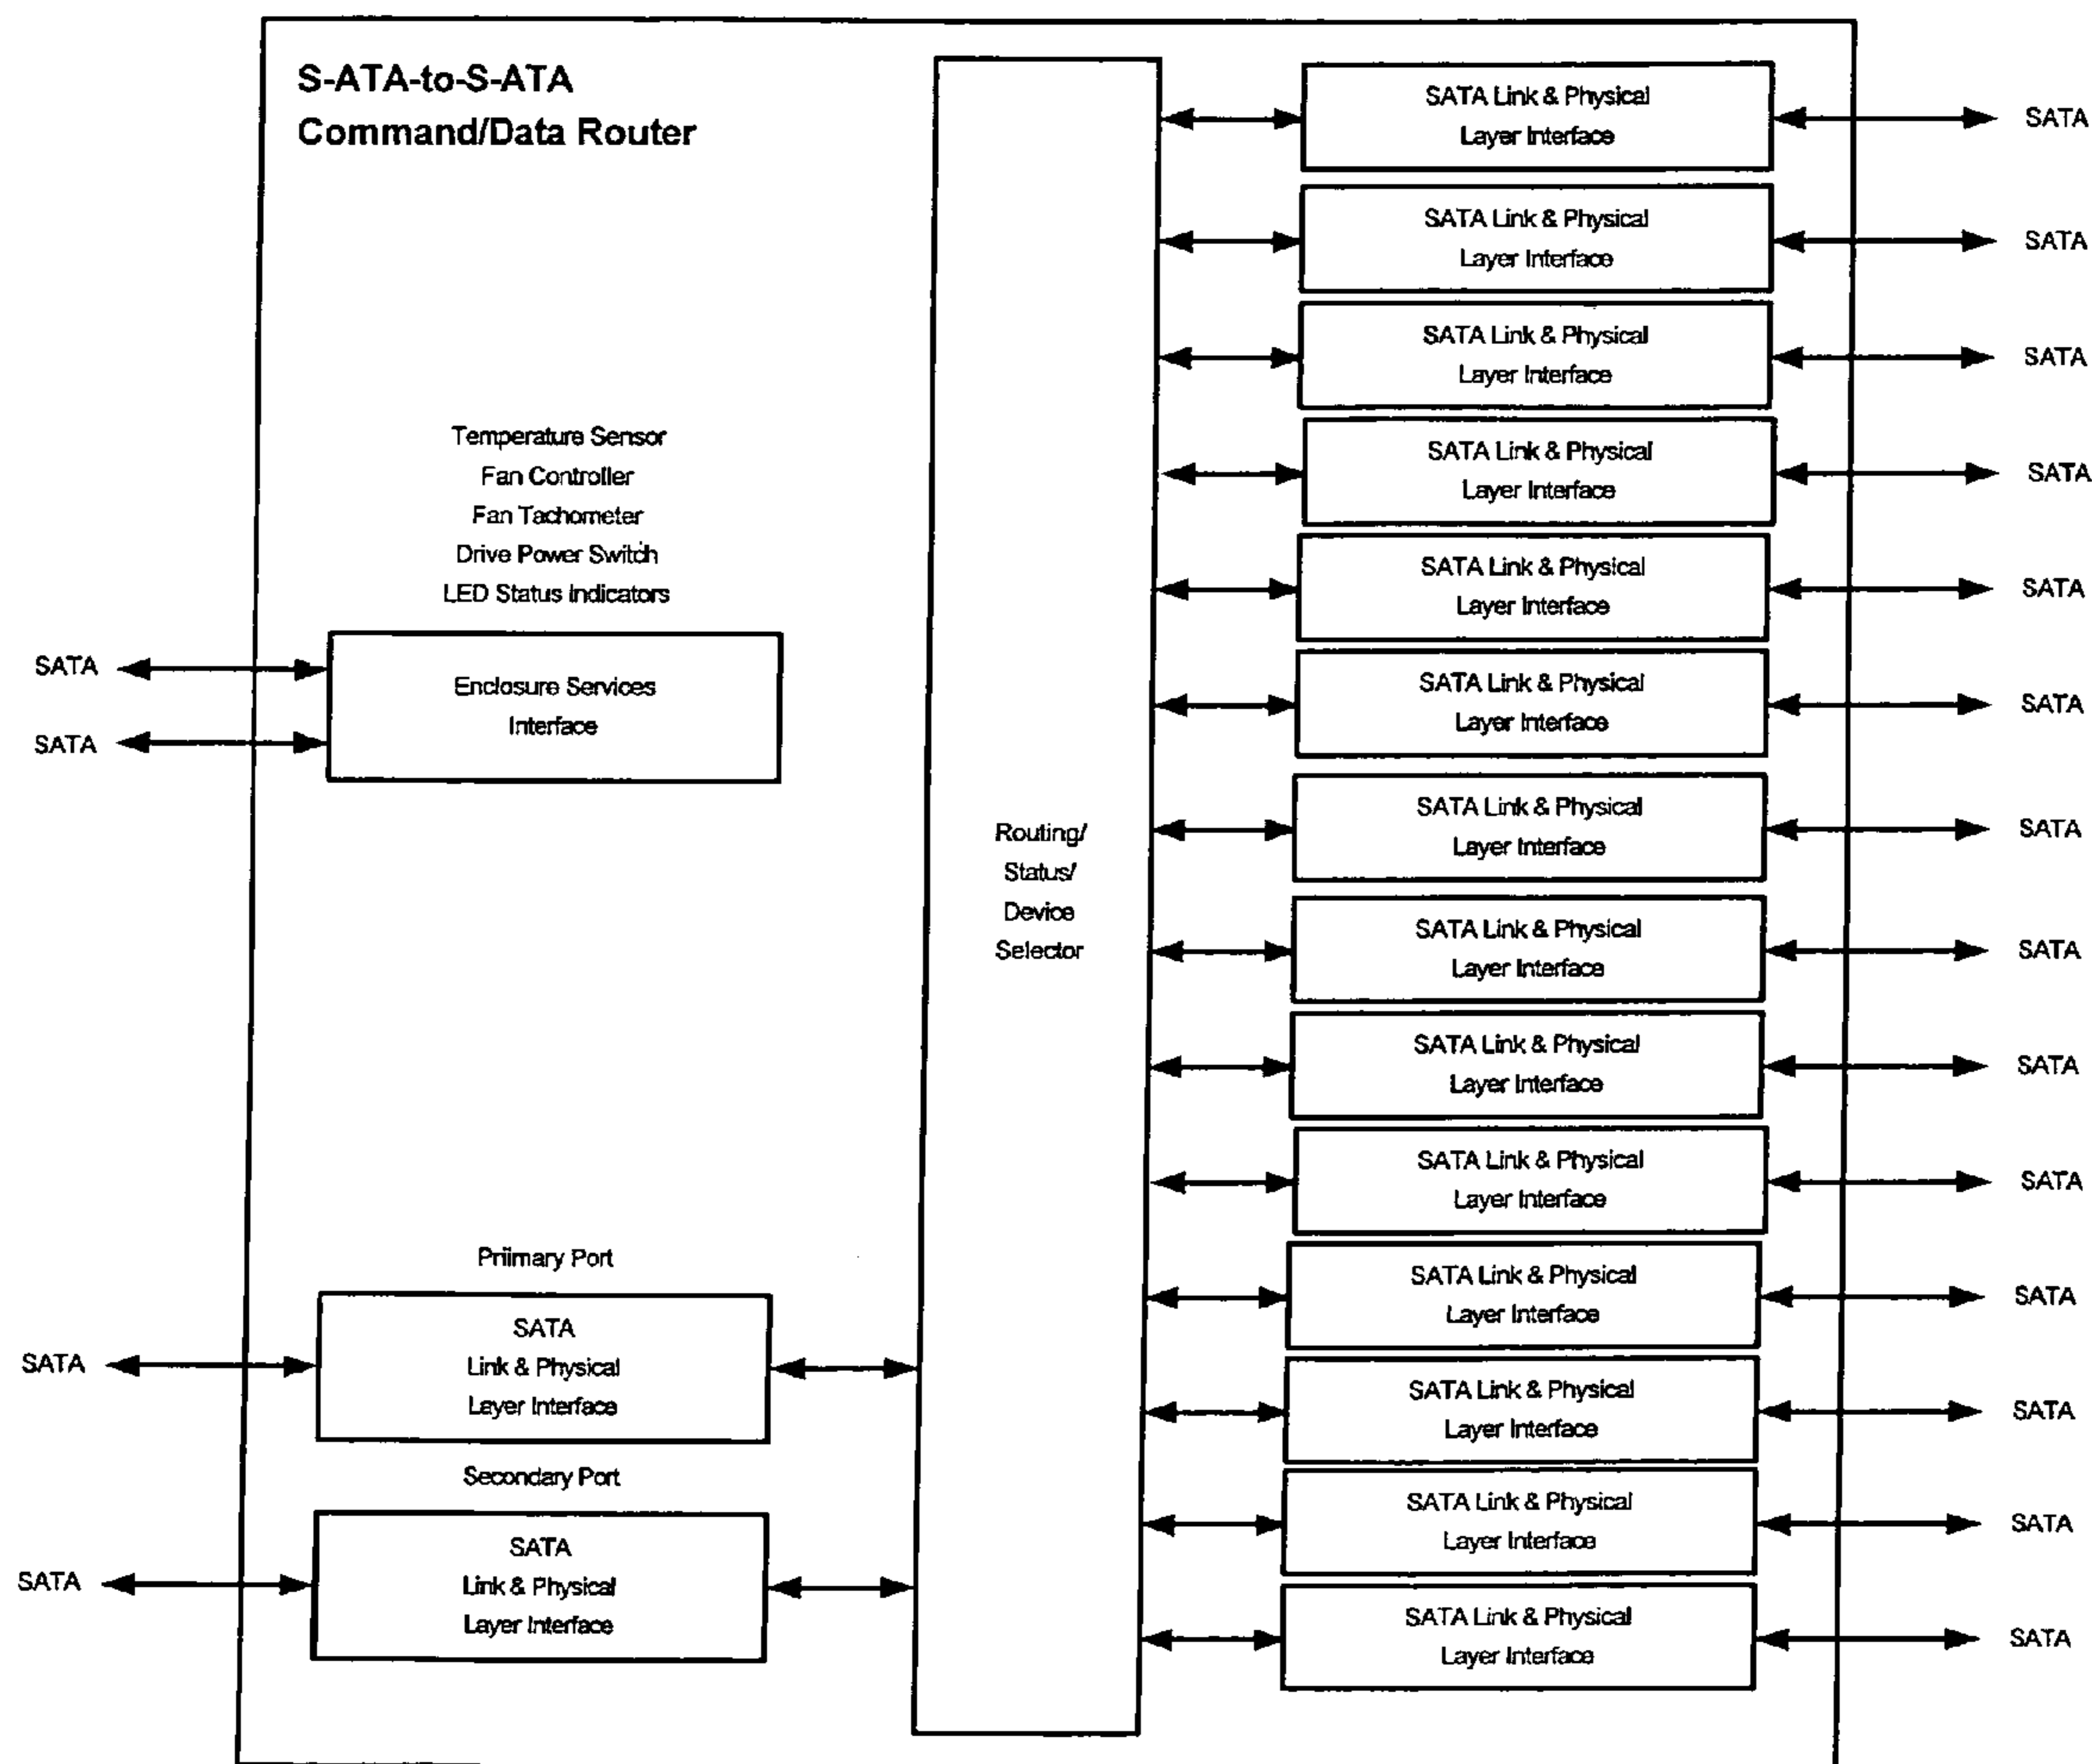 S-ATA-to-S-ATA
Command/Data Router
Temperature Sensor
Fan Controller
Fan Tachometer
Drive Power Switch
LED Status Indicators
SATA
SATA
Enclosure Services
Interface
Priimary Port
SATA
SATA
Link & Physical
Layer Interface
Secondary Port
SATA
SATA
Link & Physical
Layer Interface
Routing/
Status/
Device
Selector
SATA Link & Physical
Layer Interface
SATA
SATA Link & Physical
Layer Interface
SATA
SATA Link & Physical
Layer Interface
SATA
SATA Link & Physical
Layer Interface
SATA
SATA Link & Physical
Layer Interface
SATA
SATA Link & Physical
Layer Interface
SATA
SATA Link & Physical
Layer Interface
SATA
SATA Link & Physical
Layer Interface
SATA
SATA Link & Physical
Layer Interface
SATA
SATA Link & Physical
Layer Interface
SATA
SATA Link & Physical
Layer Interface
SATA
SATA Link & Physical
Layer Interface
SATA
SATA Link & Physical
Layer Interface
SATA
SATA Link & Physical
Layer Interface
SATA